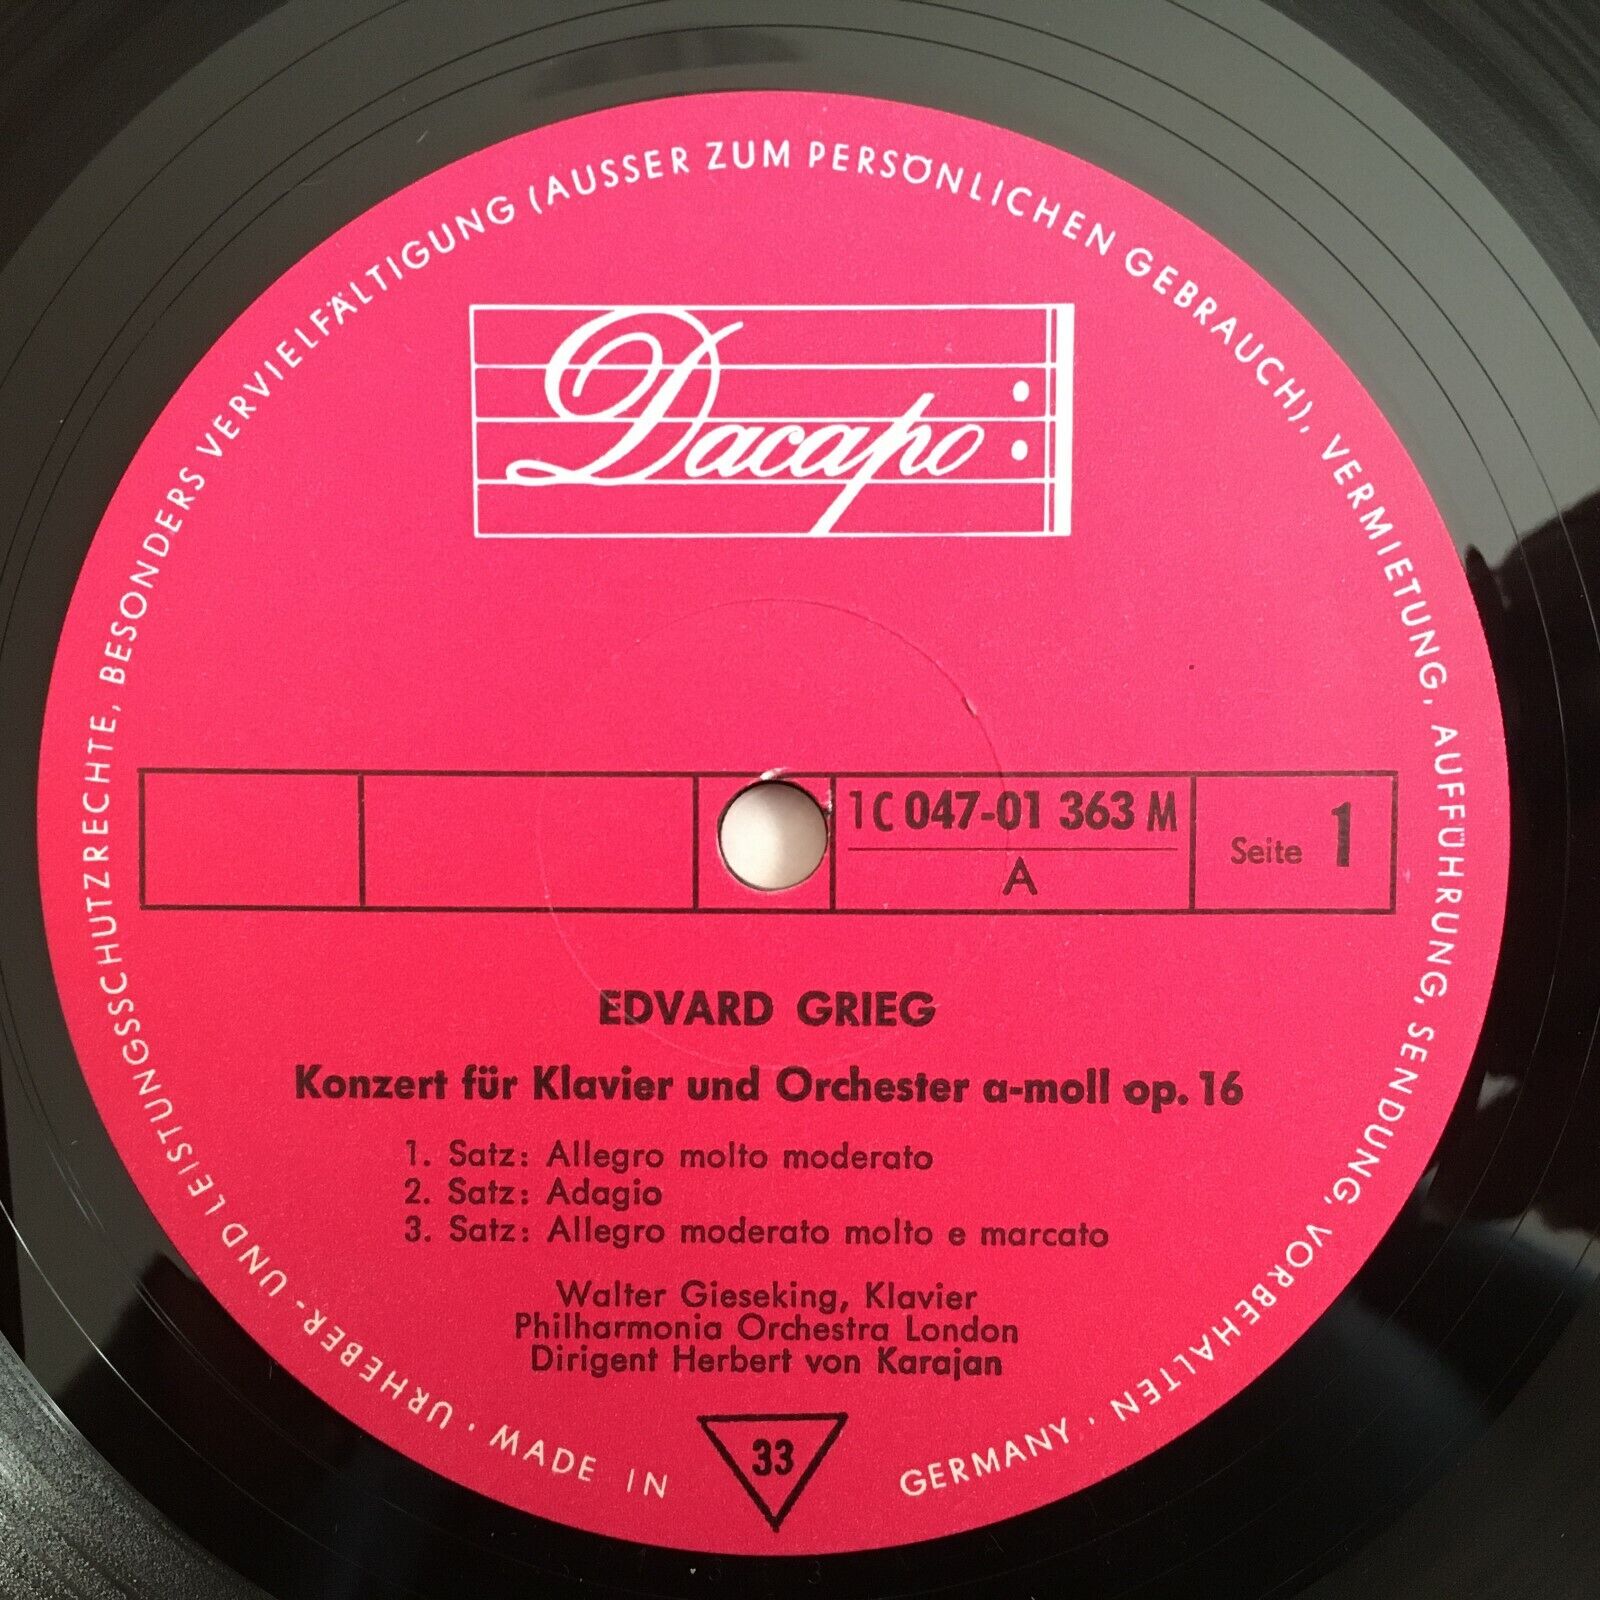 URHEBER- UND LEISTUNGSSCHUTZRECHTE, BESONDERS VERVIELFÄLTIGUNG (AUSSER ZUM PERSÖNLICHEN GEBRAUCH), VERMIETUNG, AUFFÜHRUNG, SENDUNG, VORBEHALTEN ·
Dacapo
1C 047-01 363 M
A
Seite 1
EDVARD GRIEG
Konzert für Klavier und Orchester a-moll op. 16
1. Satz: Allegro molto moderato
2. Satz: Adagio
3. Satz: Allegro moderato molto e marcato
Walter Gieseking, Klavier
Philharmonia Orchestra London
Dirigent Herbert von Karajan
33
· MADE IN GERMANY ·